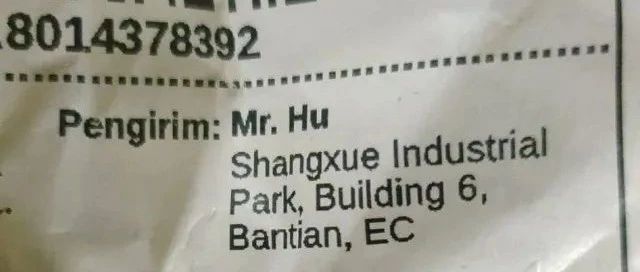 8014378392
Pengirim: Mr. Hu
Shangxue Industrial
Park, Building 6,
Bantian, EC